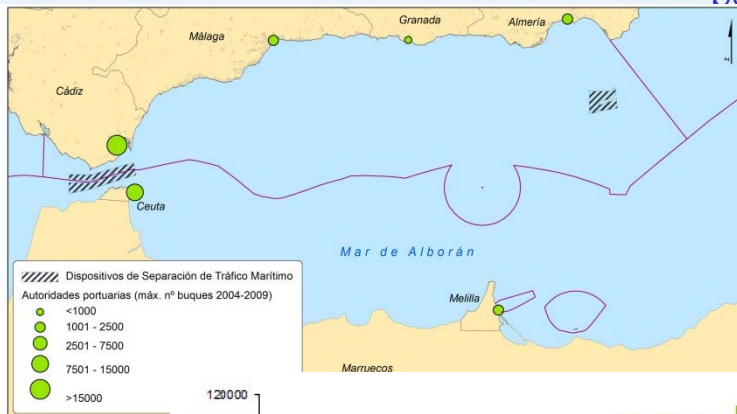 Granada
Almería
Málaga
Cádiz
Ceuta
Mar de Alborán
Melilla
Marruecos
Dispositivos de Separación de Tráfico Marítimo
Autoridades portuarias (máx. nº buques 2004-2009)
<1000
1001 - 2500
2501 - 7500
7501 - 15000
>15000
120000